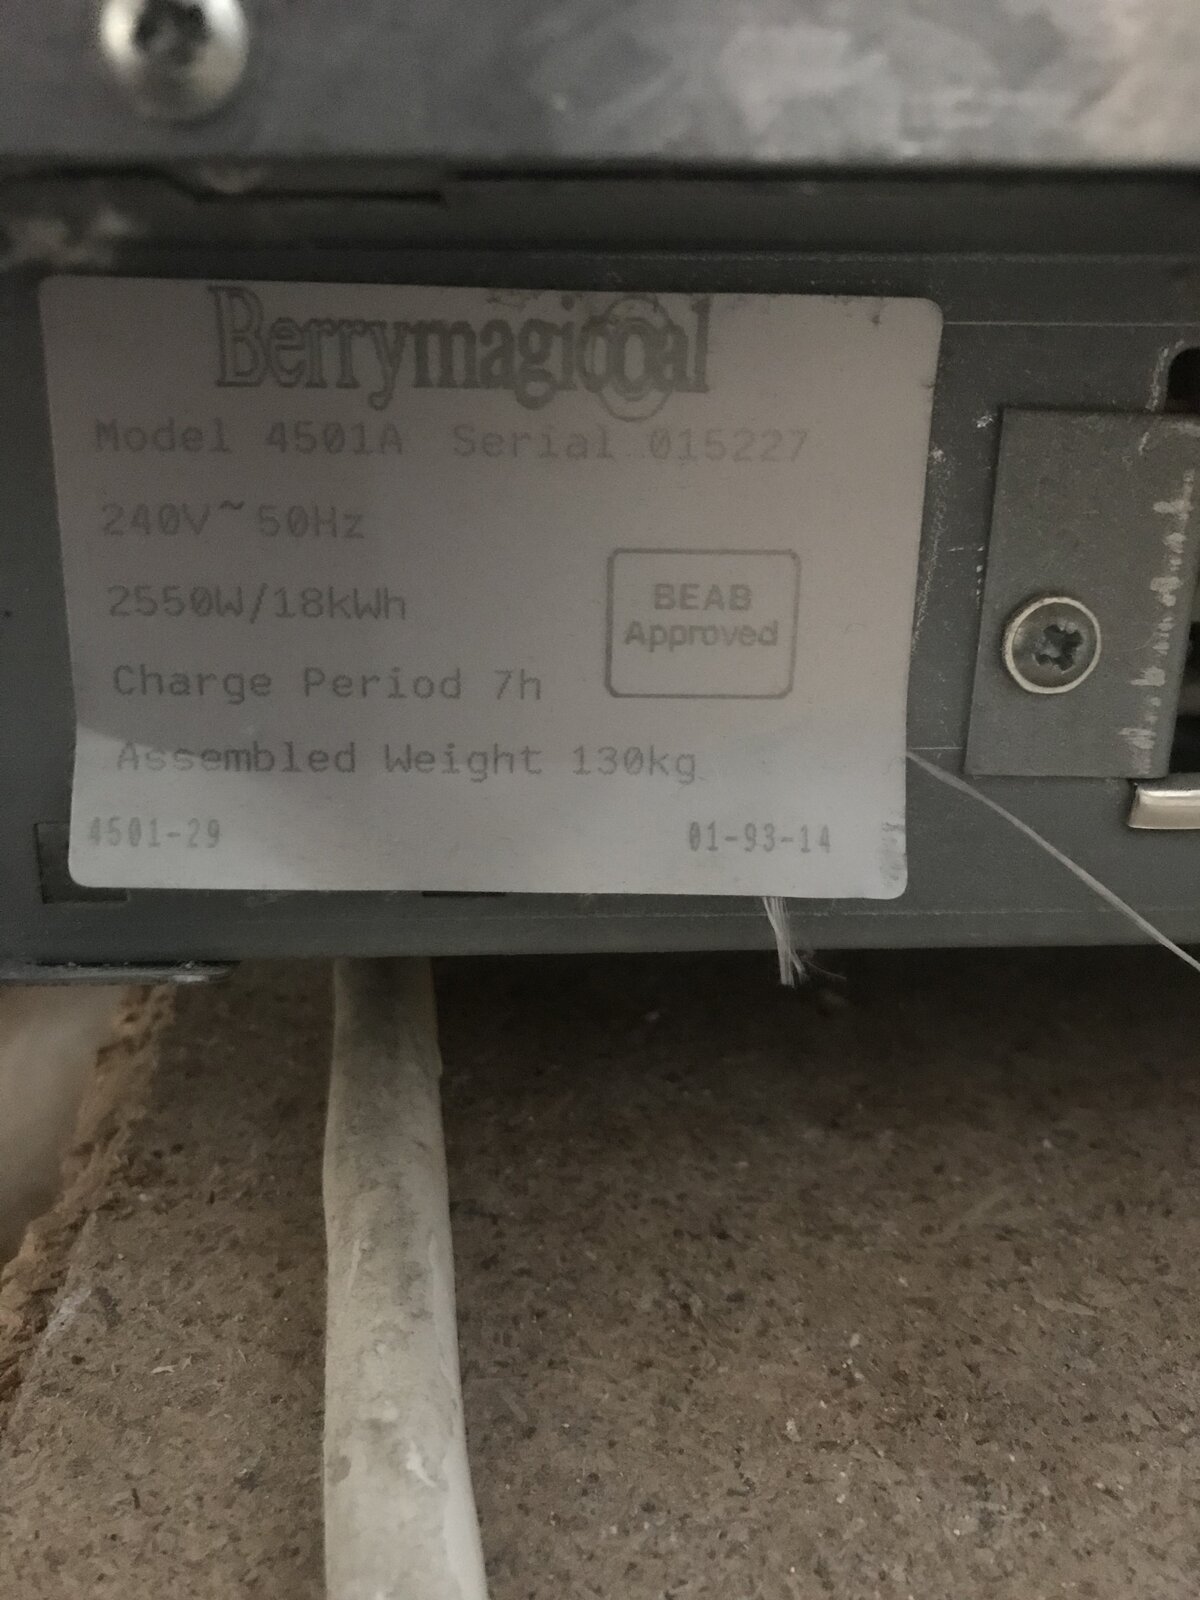 Berrymagicoal
Model 4501A Serial 015227
240V~50Hz
2550W/18kWh
BEAB
Approved
Charge Period 7h
Assembled Weight 130kg
4501-29 01-93-14